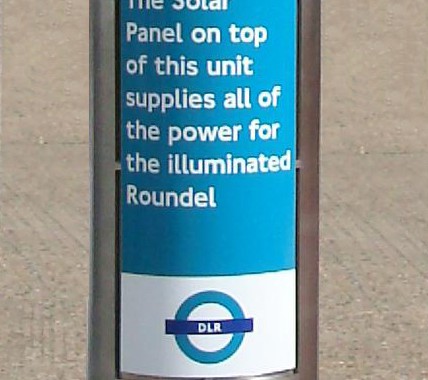 The Solar
Panel on top
of this unit
supplies all of
the power for
the illuminated
Roundel
DLR